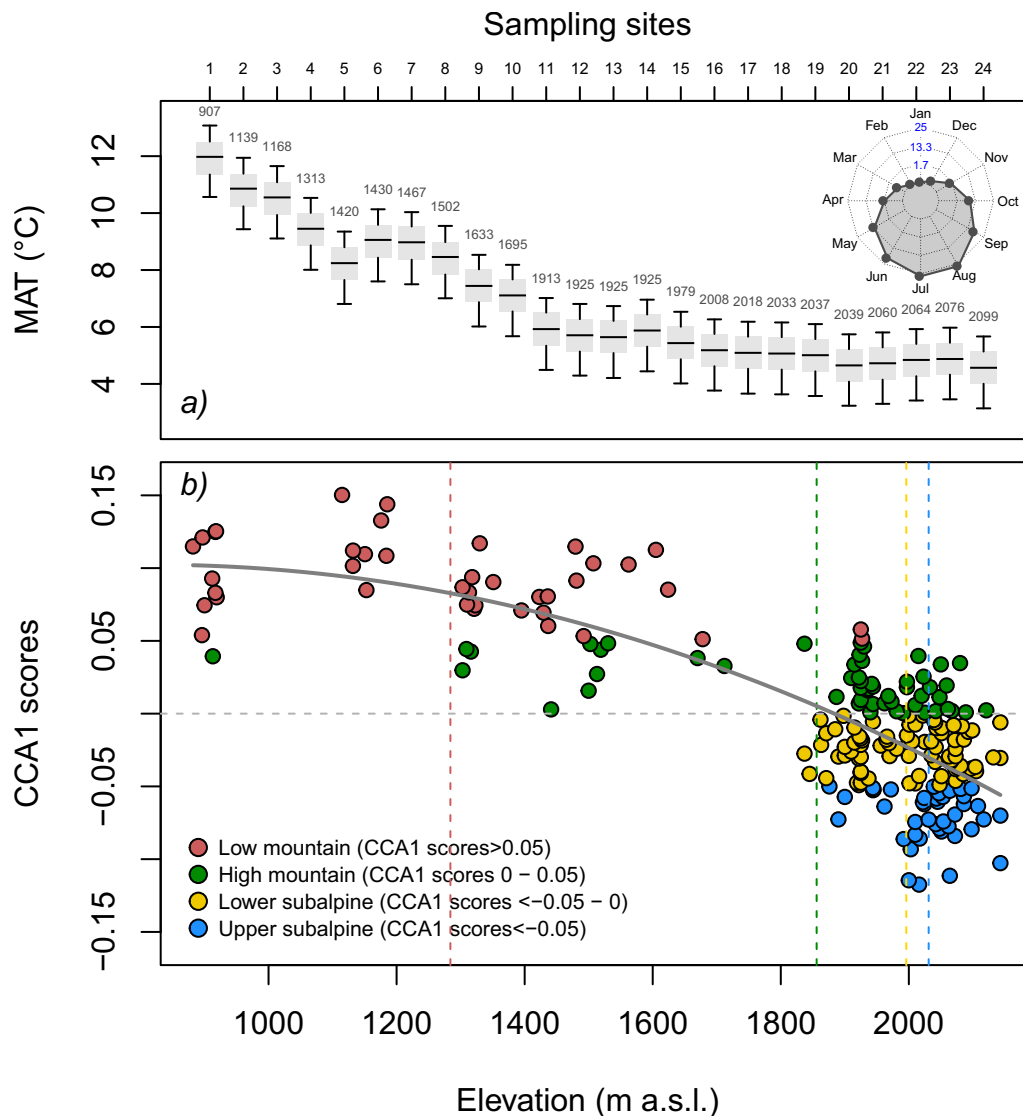 Sampling sites
1 2 3 4 5 6 7 8 9 10 11 12 13 14 15 16 17 18 19 20 21 22 23 24
MAT (°C)
12
10
8
6
4
907 1139 1168 1313 1420 1430 1467 1502 1633 1695 1913 1925 1925 1925 1979 2008 2018 2033 2037 2039 2060 2064 2076 2099
Jan
Feb
Mar
Apr
May
Jun
Jul
Aug
Sep
Oct
Nov
Dec
25
13.3
1.7
a)
b)
CCA1 scores
0.15
0.05
−0.05
−0.15
Low mountain (CCA1 scores>0.05)
High mountain (CCA1 scores 0 − 0.05)
Lower subalpine (CCA1 scores <−0.05 − 0)
Upper subalpine (CCA1 scores<−0.05)
1000 1200 1400 1600 1800 2000
Elevation (m a.s.l.)